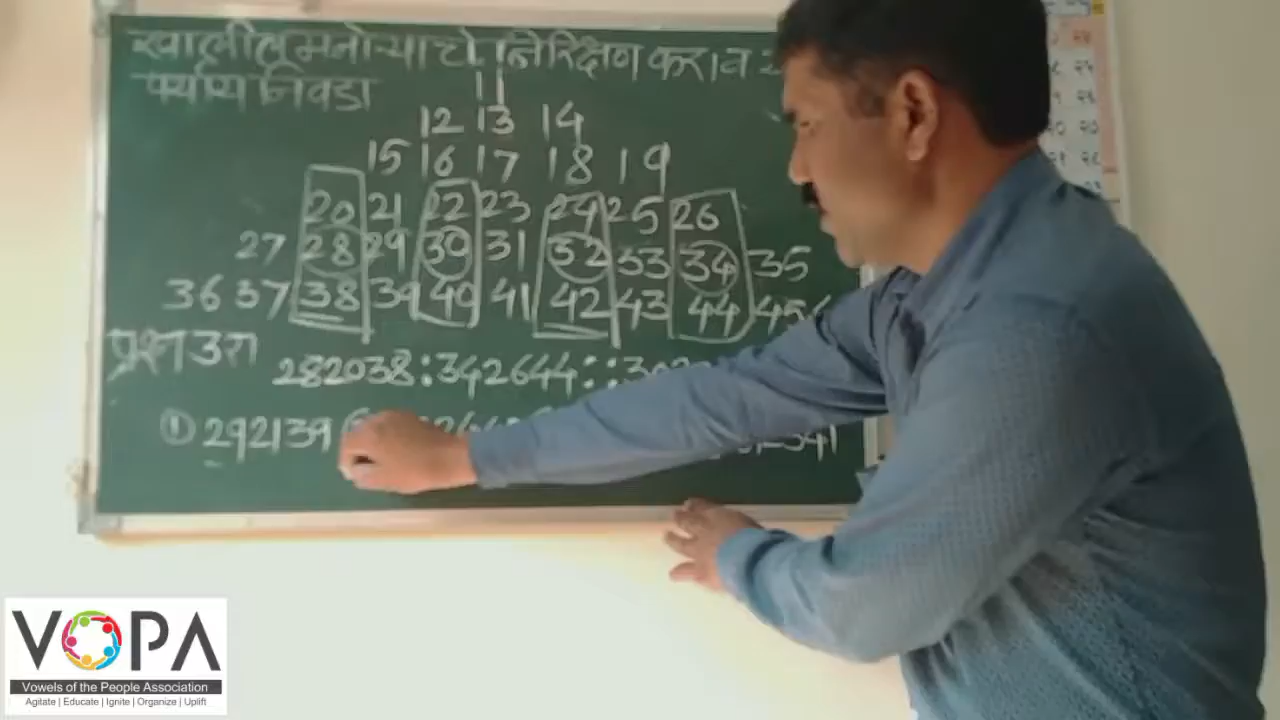 खालील मनोऱ्याचे निरिक्षण करा व
पर्याय निवडा
11
12 13 14
15 16 17 18 19
20 21 22 23 24 25 26
27 28 29 30 31 32 33 34 35
36 37 38 39 40 41 42 43 44 45
प्रश्न 3रा
282038:342644::30
① 292139
2341
VOPA
Vowels of the People Association
Agitate | Educate | Ignite | Organize | Uplift